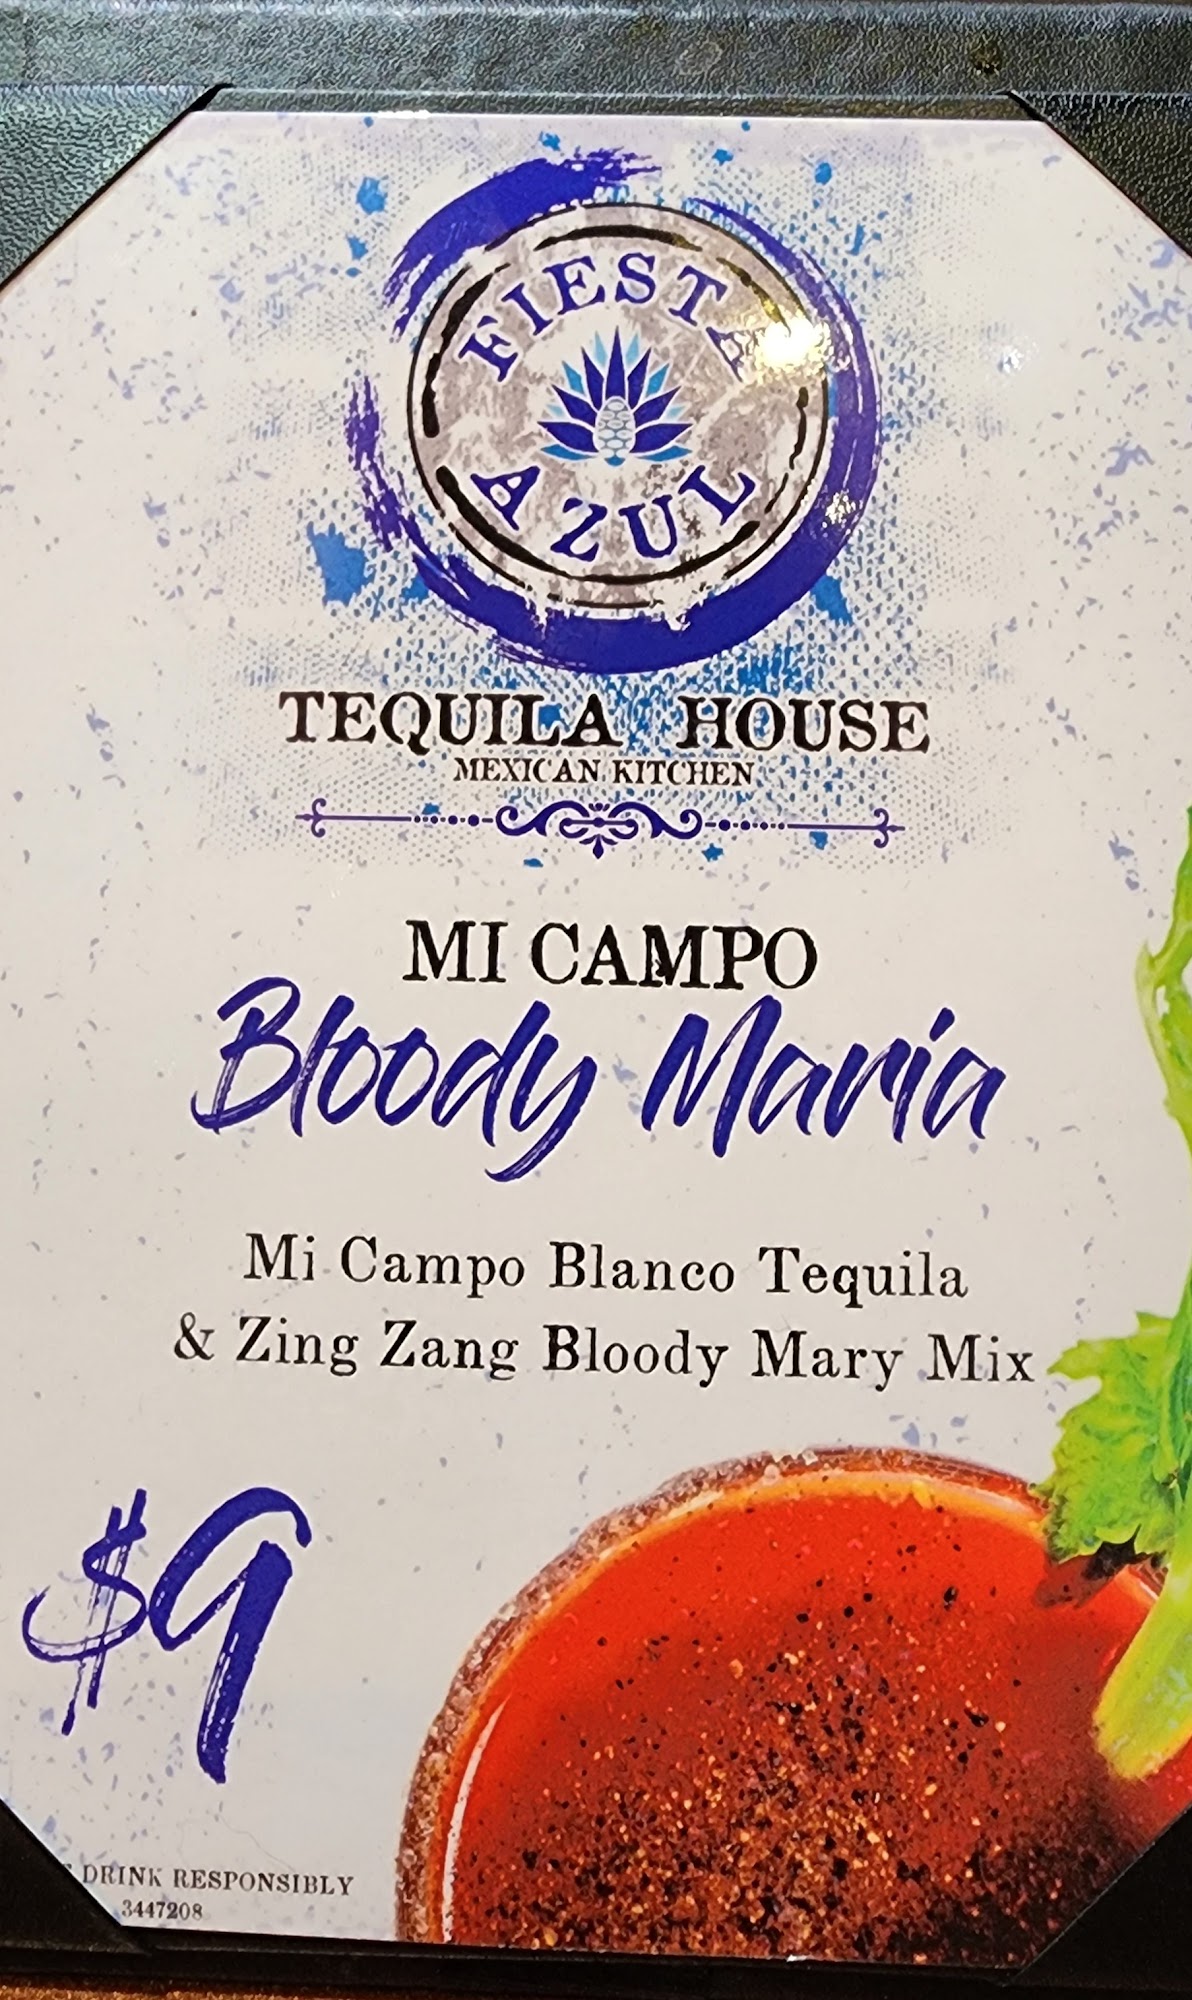 FIESTA
AZUL
TEQUILA HOUSE
MEXICAN KITCHEN
MI CAMPO
Bloody Maria
Mi Campo Blanco Tequila
& Zing Zang Bloody Mary Mix
$9
DRINK RESPONSIBLY
3447208